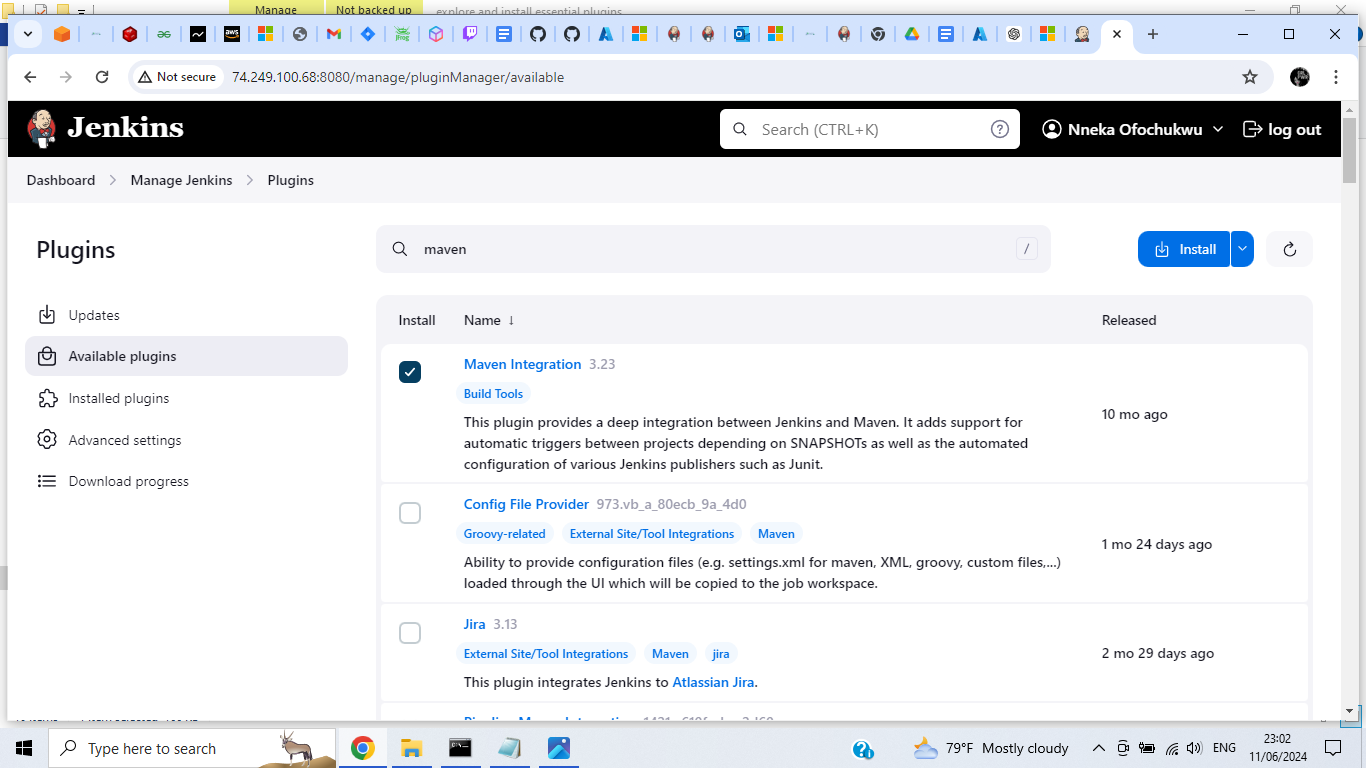 Manage
Not backed up
explore and install essential plugins
aws
Not secure
74.249.100.68:8080/manage/pluginManager/available
Jenkins
Search (CTRL+K)
?
Nneka Ofochukwu
log out
Dashboard
Manage Jenkins
Plugins
Plugins
maven
/
Install
Updates
Available plugins
Installed plugins
Advanced settings
Download progress
Install
Name ↓
Released
Maven Integration 3.23
Build Tools
This plugin provides a deep integration between Jenkins and Maven. It adds support for
automatic triggers between projects depending on SNAPSHOTs as well as the automated
configuration of various Jenkins publishers such as Junit.
10 mo ago
Config File Provider 973.vb_a_80ecb_9a_4d0
Groovy-related
External Site/Tool Integrations
Maven
Ability to provide configuration files (e.g. settings.xml for maven, XML, groovy, custom files,...)
loaded through the UI which will be copied to the job workspace.
1 mo 24 days ago
Jira 3.13
External Site/Tool Integrations
Maven
jira
This plugin integrates Jenkins to Atlassian Jira.
2 mo 29 days ago
Type here to search
79°F Mostly cloudy
ENG
23:02
11/06/2024